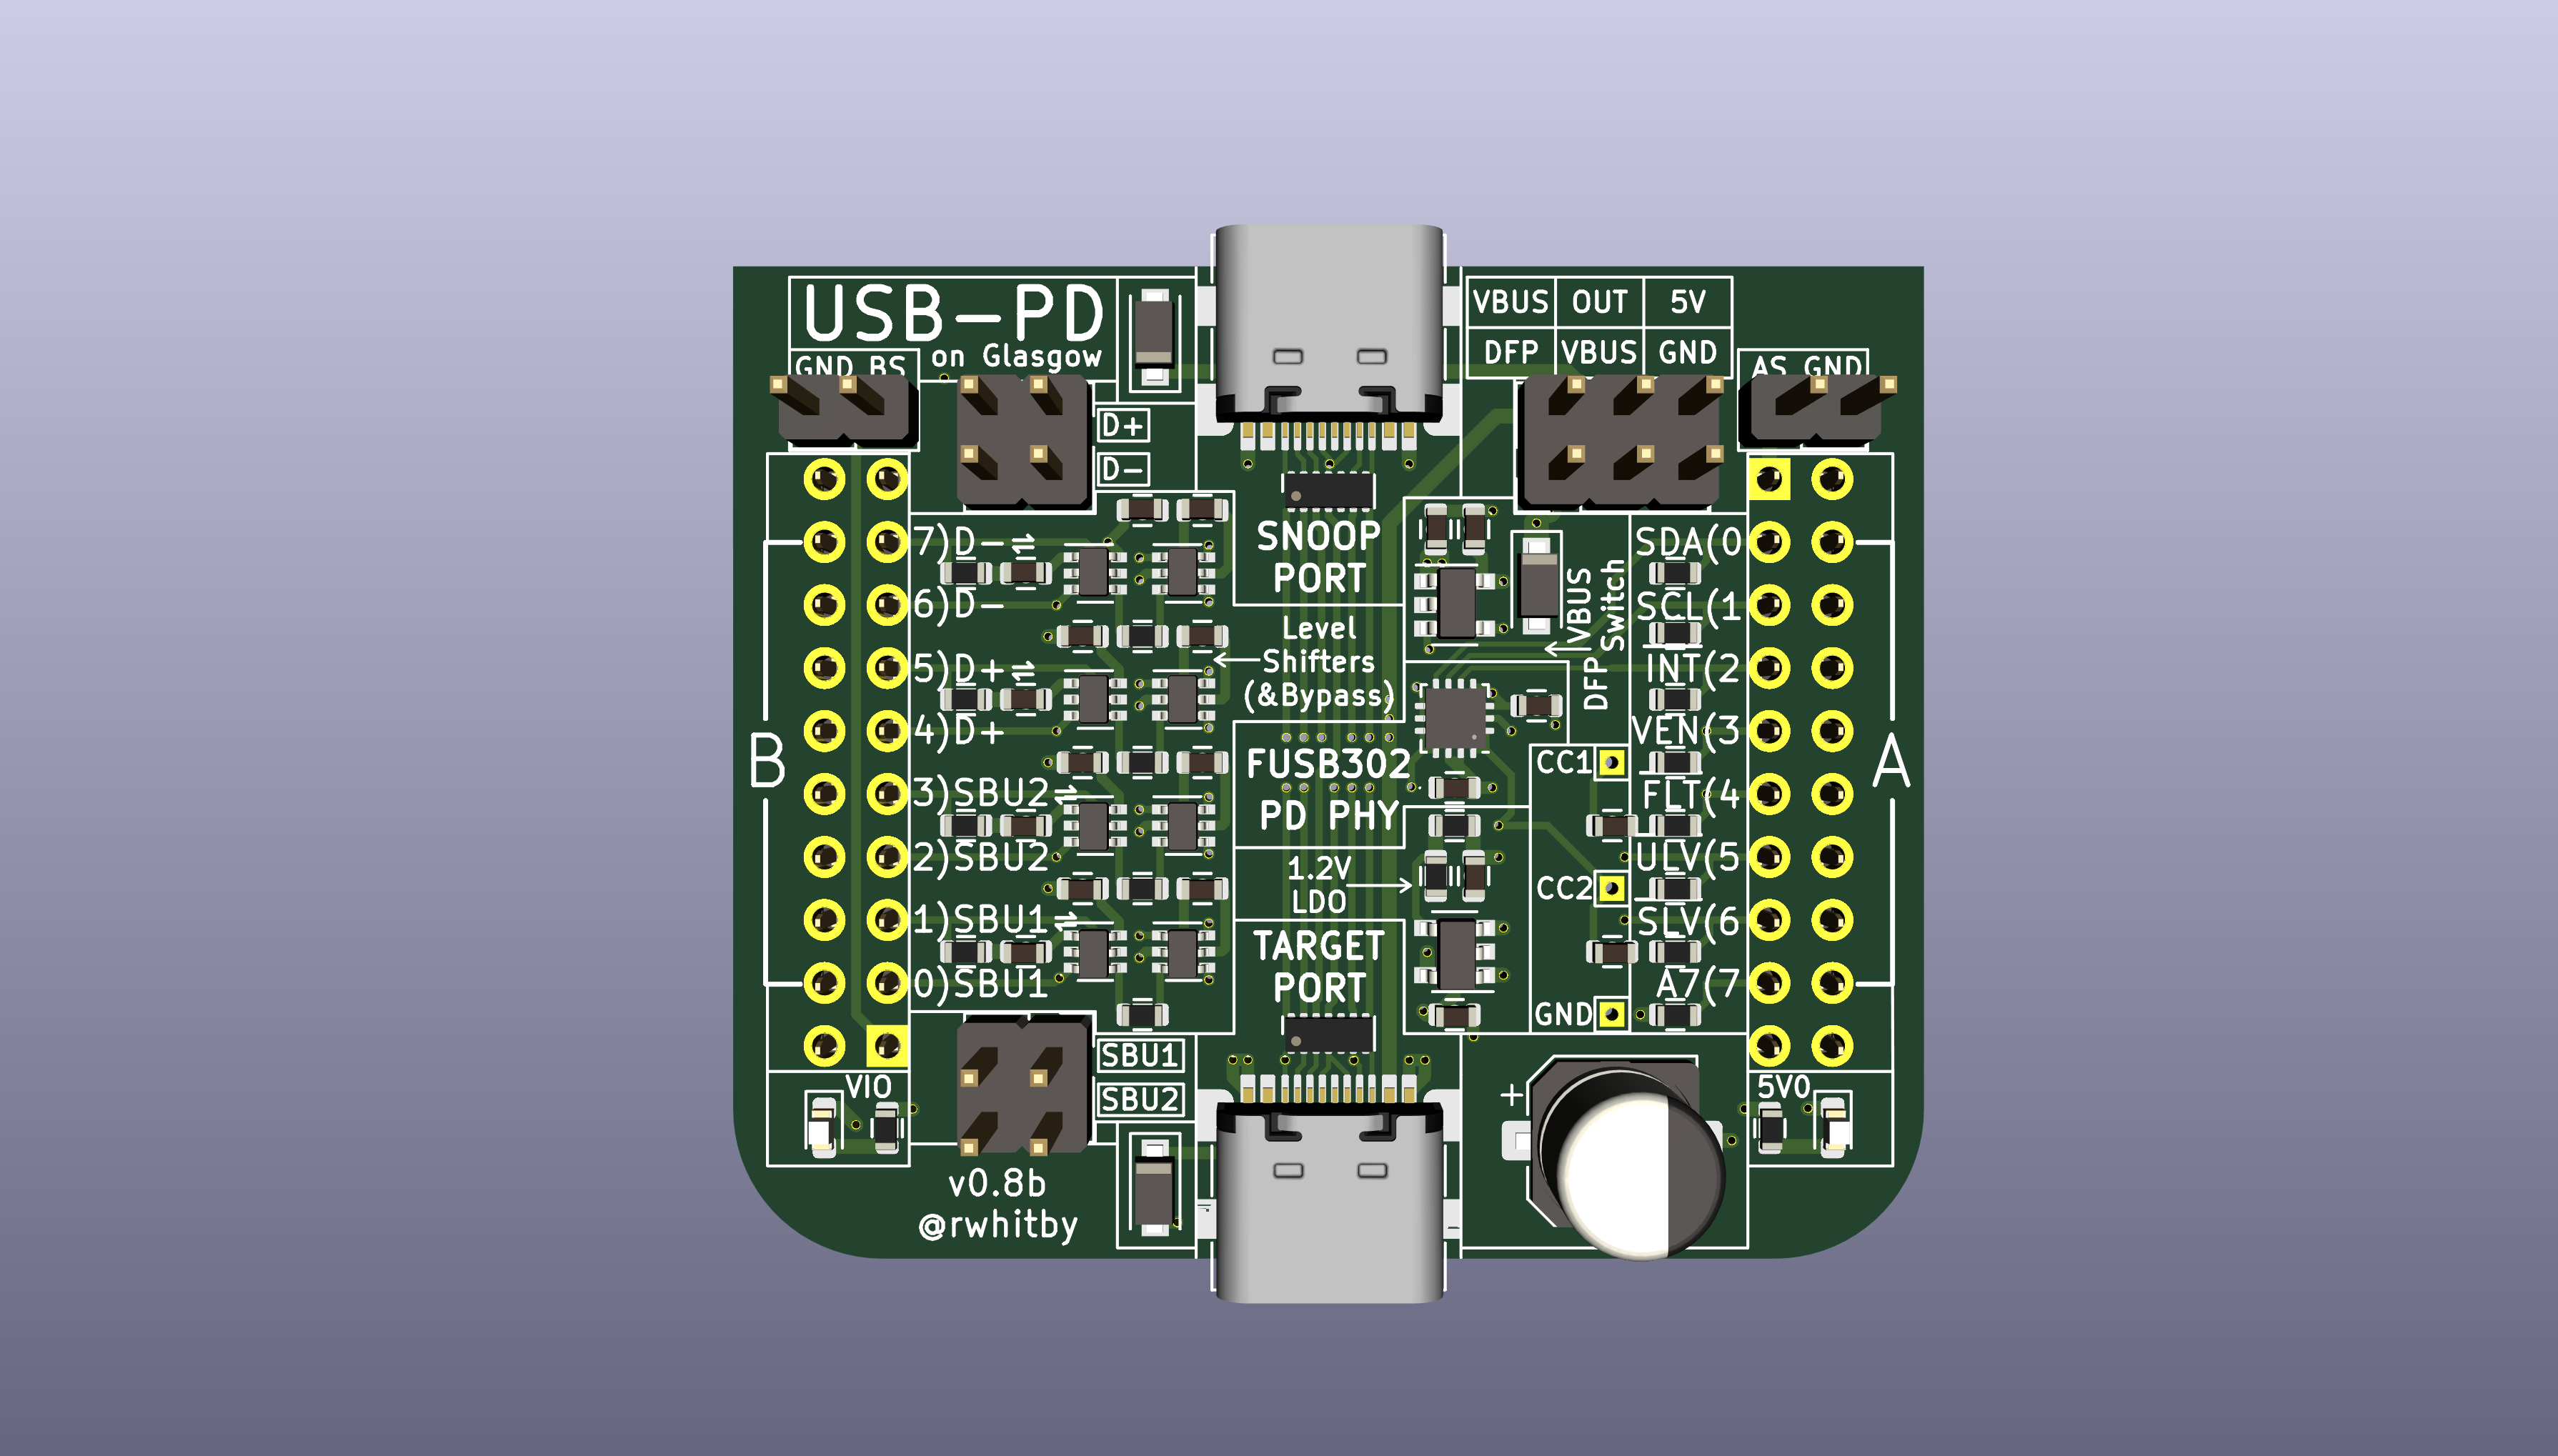 USB-PD
on Glasgow
GND BS
VBUS OUT 5V
DFP VBUS GND
AS GND
D+
D-
SNOOP
PORT
7)D-⇌
6)D-
5)D+⇌
4)D+
3)SBU2⇌
2)SBU2
1)SBU1⇌
0)SBU1
B
Level
Shifters
(&Bypass)
FUSB302
PD PHY
1.2V
LDO
TARGET
PORT
DFP VBUS
Switch
CC1
CC2
GND
SDA(0
SCL(1
INT(2
VEN(3
FLT(4
ULV(5
SLV(6
A7(7
A
SBU1
SBU2
VIO
5V0
+
v0.8b
@rwhitby